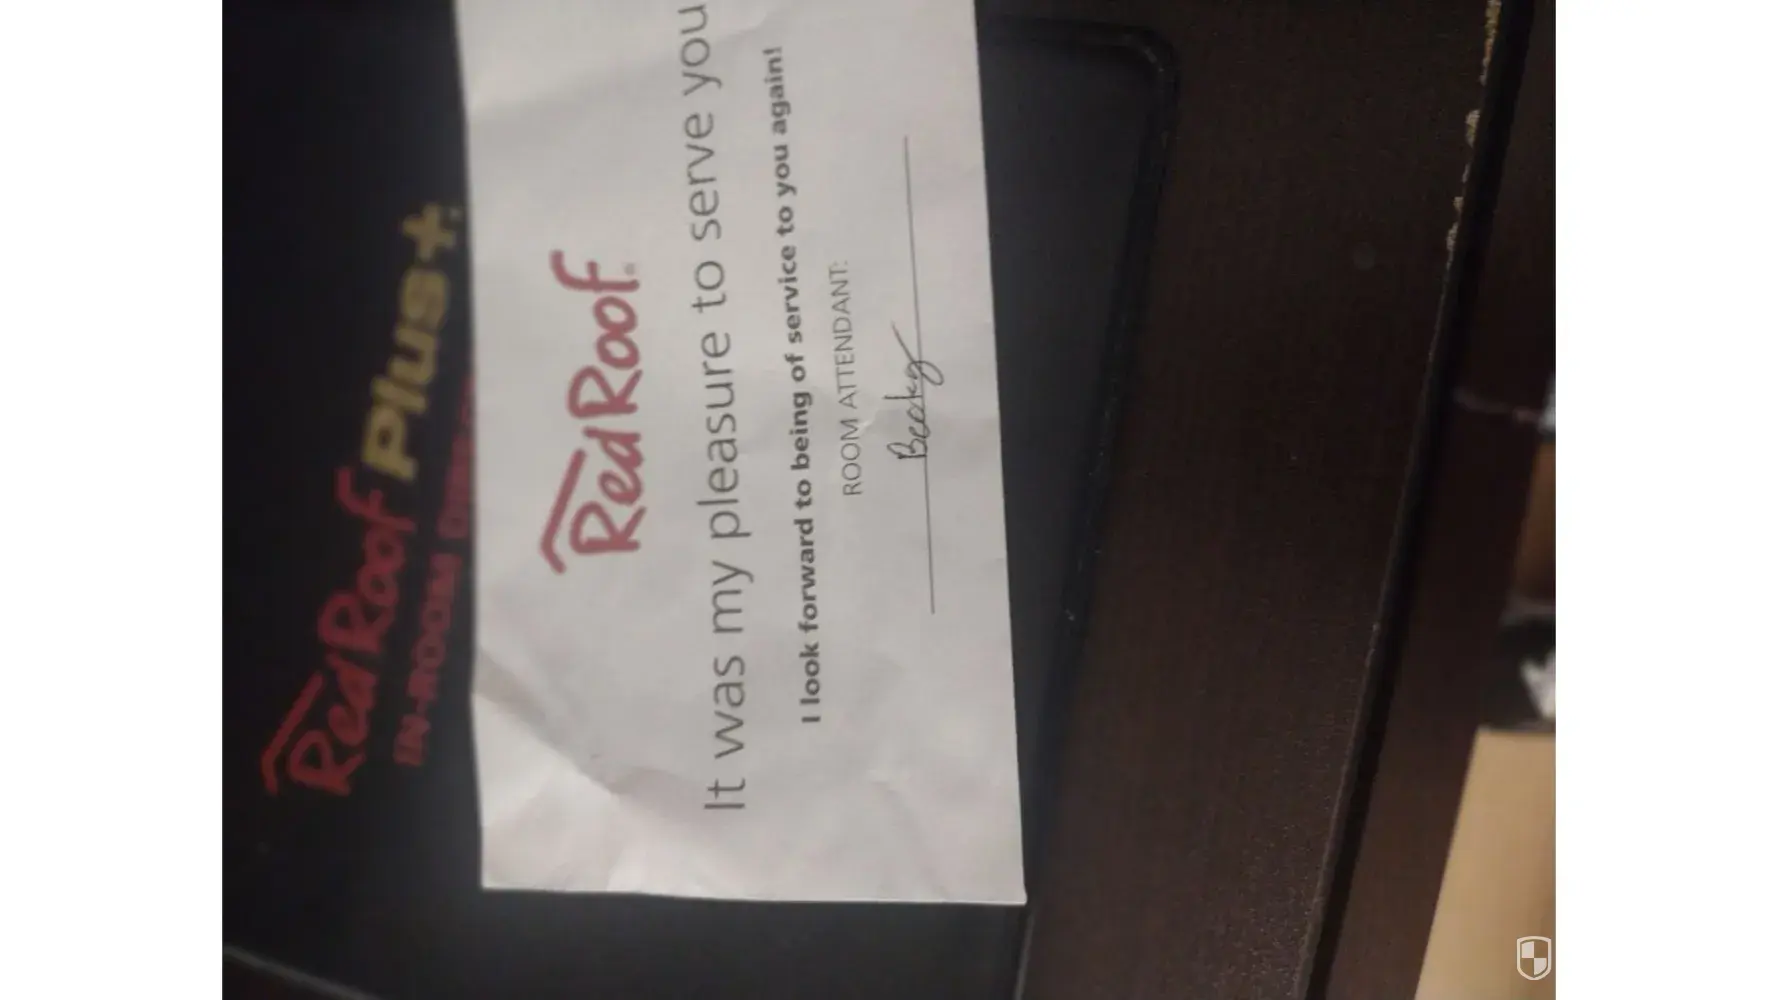 RedRoof Plus+
IN-ROOM
RedRoof®
It was my pleasure to serve you
I look forward to being of service to you again!
ROOM ATTENDANT:
Becky